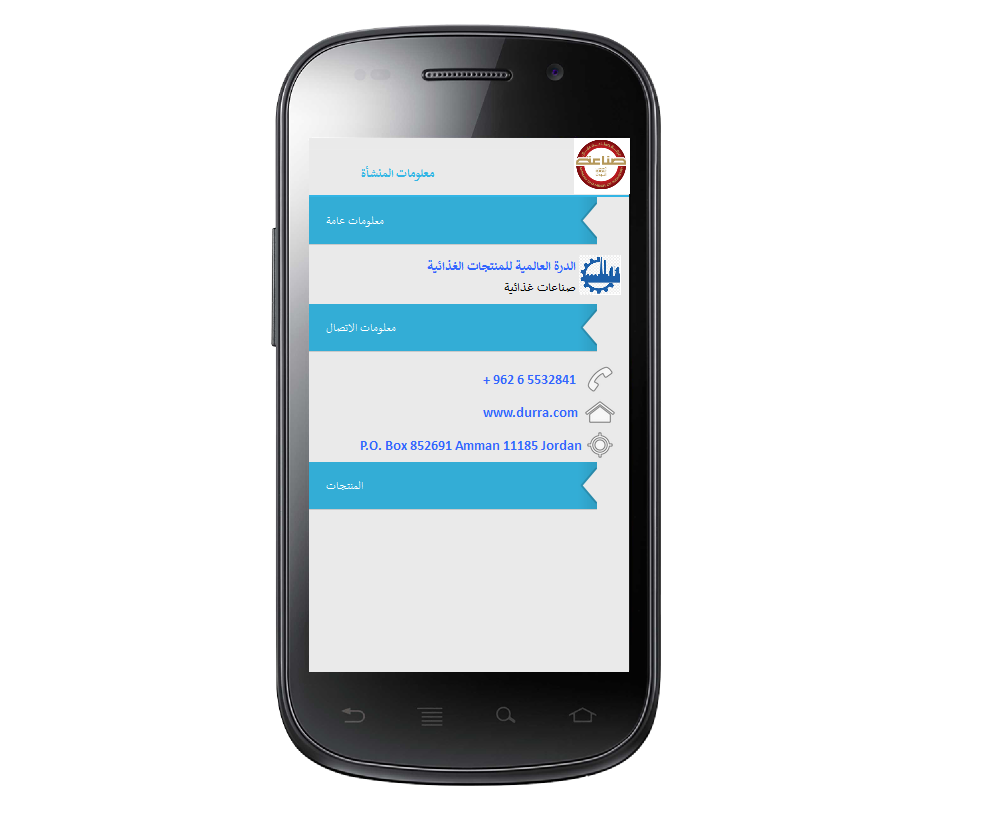 صناعة
معلومات المنشأة
معلومات عامة
الدرة العالمية للمنتجات الغذائية
صناعات غذائية
معلومات الاتصال
+ 962 6 5532841
www.durra.com
P.O. Box 852691 Amman 11185 Jordan
المنتجات